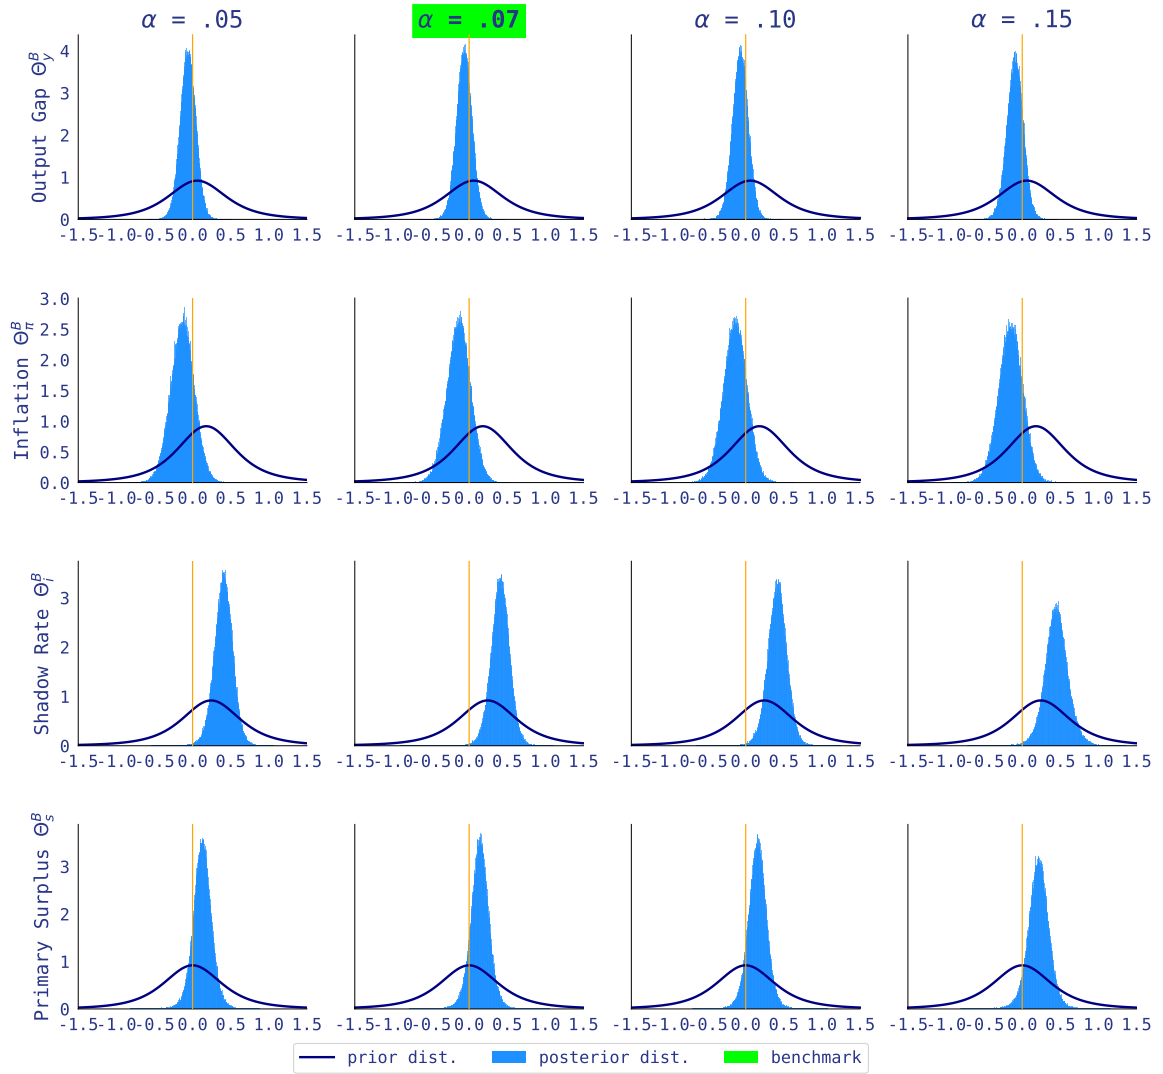 α = .05 α = .07 α = .10 α = .15
Output Gap Θ_y^B
4
3
2
1
0
-1.5-1.0-0.5 0.0 0.5 1.0 1.5 -1.5-1.0-0.5 0.0 0.5 1.0 1.5 -1.5-1.0-0.5 0.0 0.5 1.0 1.5 -1.5-1.0-0.5 0.0 0.5 1.0 1.5
Inflation Θ_π^B
3.0
2.5
2.0
1.5
1.0
0.5
0.0
-1.5-1.0-0.5 0.0 0.5 1.0 1.5 -1.5-1.0-0.5 0.0 0.5 1.0 1.5 -1.5-1.0-0.5 0.0 0.5 1.0 1.5 -1.5-1.0-0.5 0.0 0.5 1.0 1.5
Shadow Rate Θ_i^B
3
2
1
0
-1.5-1.0-0.5 0.0 0.5 1.0 1.5 -1.5-1.0-0.5 0.0 0.5 1.0 1.5 -1.5-1.0-0.5 0.0 0.5 1.0 1.5 -1.5-1.0-0.5 0.0 0.5 1.0 1.5
Primary Surplus Θ_s^B
3
2
1
0
-1.5-1.0-0.5 0.0 0.5 1.0 1.5 -1.5-1.0-0.5 0.0 0.5 1.0 1.5 -1.5-1.0-0.5 0.0 0.5 1.0 1.5 -1.5-1.0-0.5 0.0 0.5 1.0 1.5
prior dist. posterior dist. benchmark